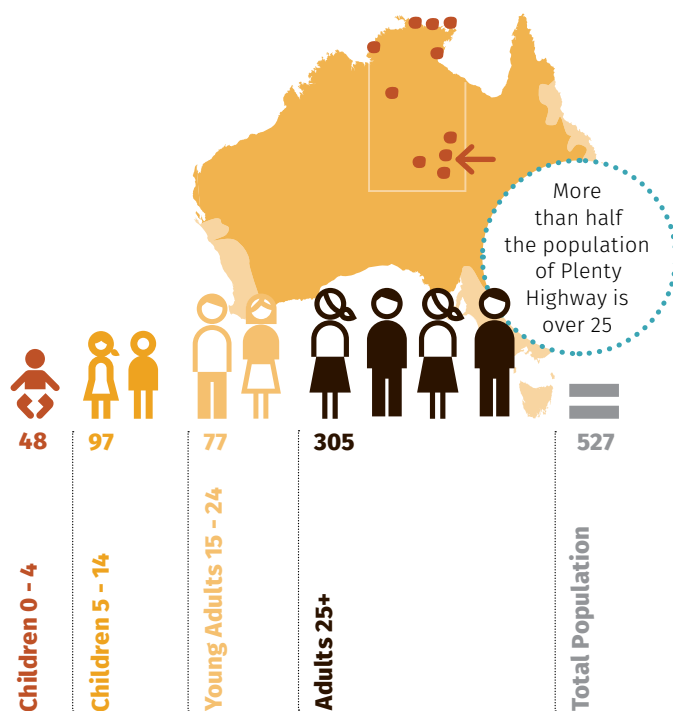 More
than half
the population
of Plenty
Highway is
over 25
48
97
77
305
527
Children 0 - 4
Children 5 - 14
Young Adults 15 - 24
Adults 25+
Total Population